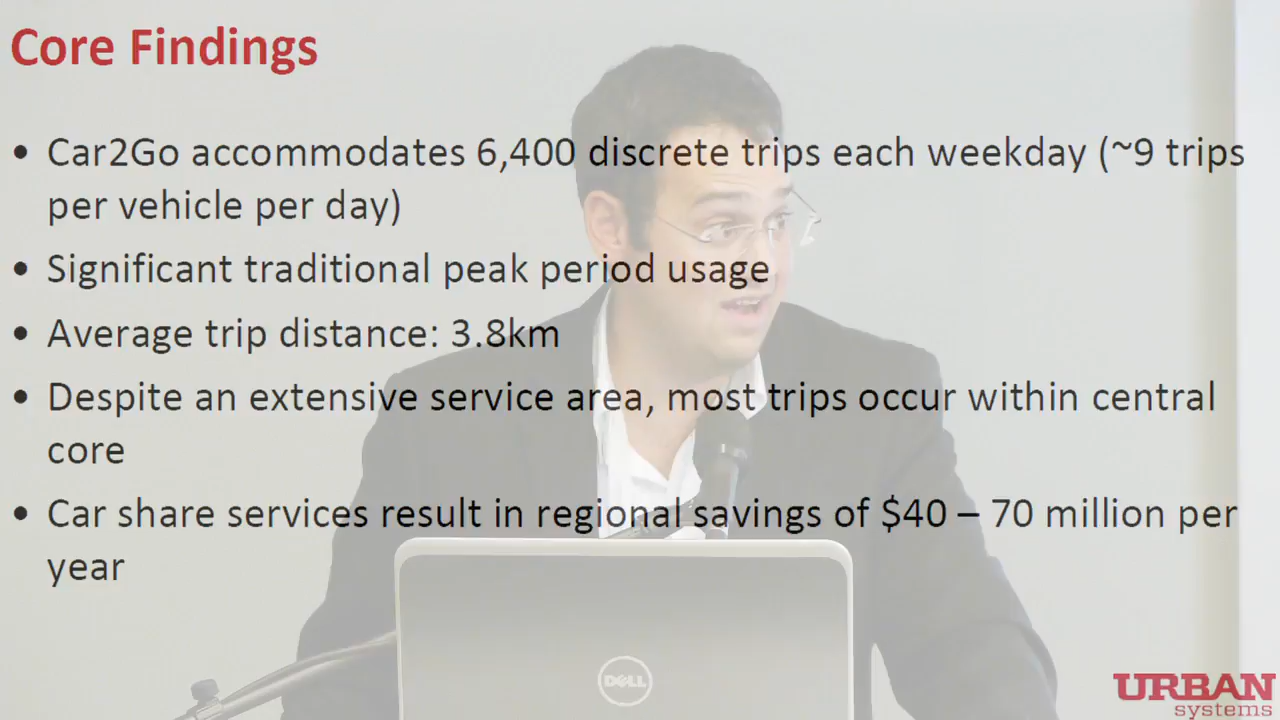 Core Findings
• Car2Go accommodates 6,400 discrete trips each weekday (~9 trips
per vehicle per day)
• Significant traditional peak period usage
• Average trip distance: 3.8km
• Despite an extensive service area, most trips occur within central
core
• Car share services result in regional savings of $40 – 70 million per
year
DELL
URBAN
systems